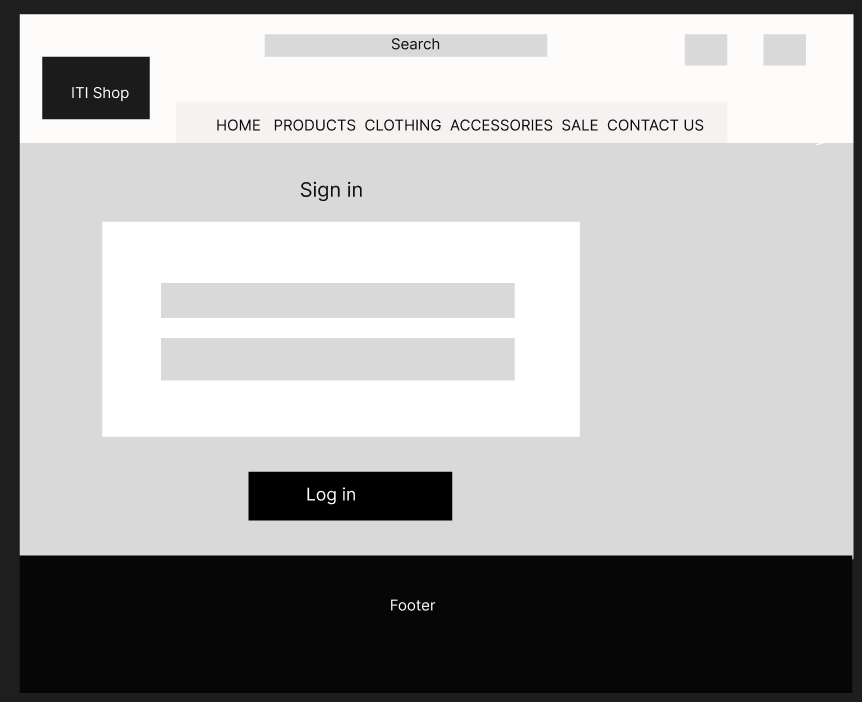 Search
ITI Shop
HOME PRODUCTS CLOTHING ACCESSORIES SALE CONTACT US
Sign in
Log in
Footer